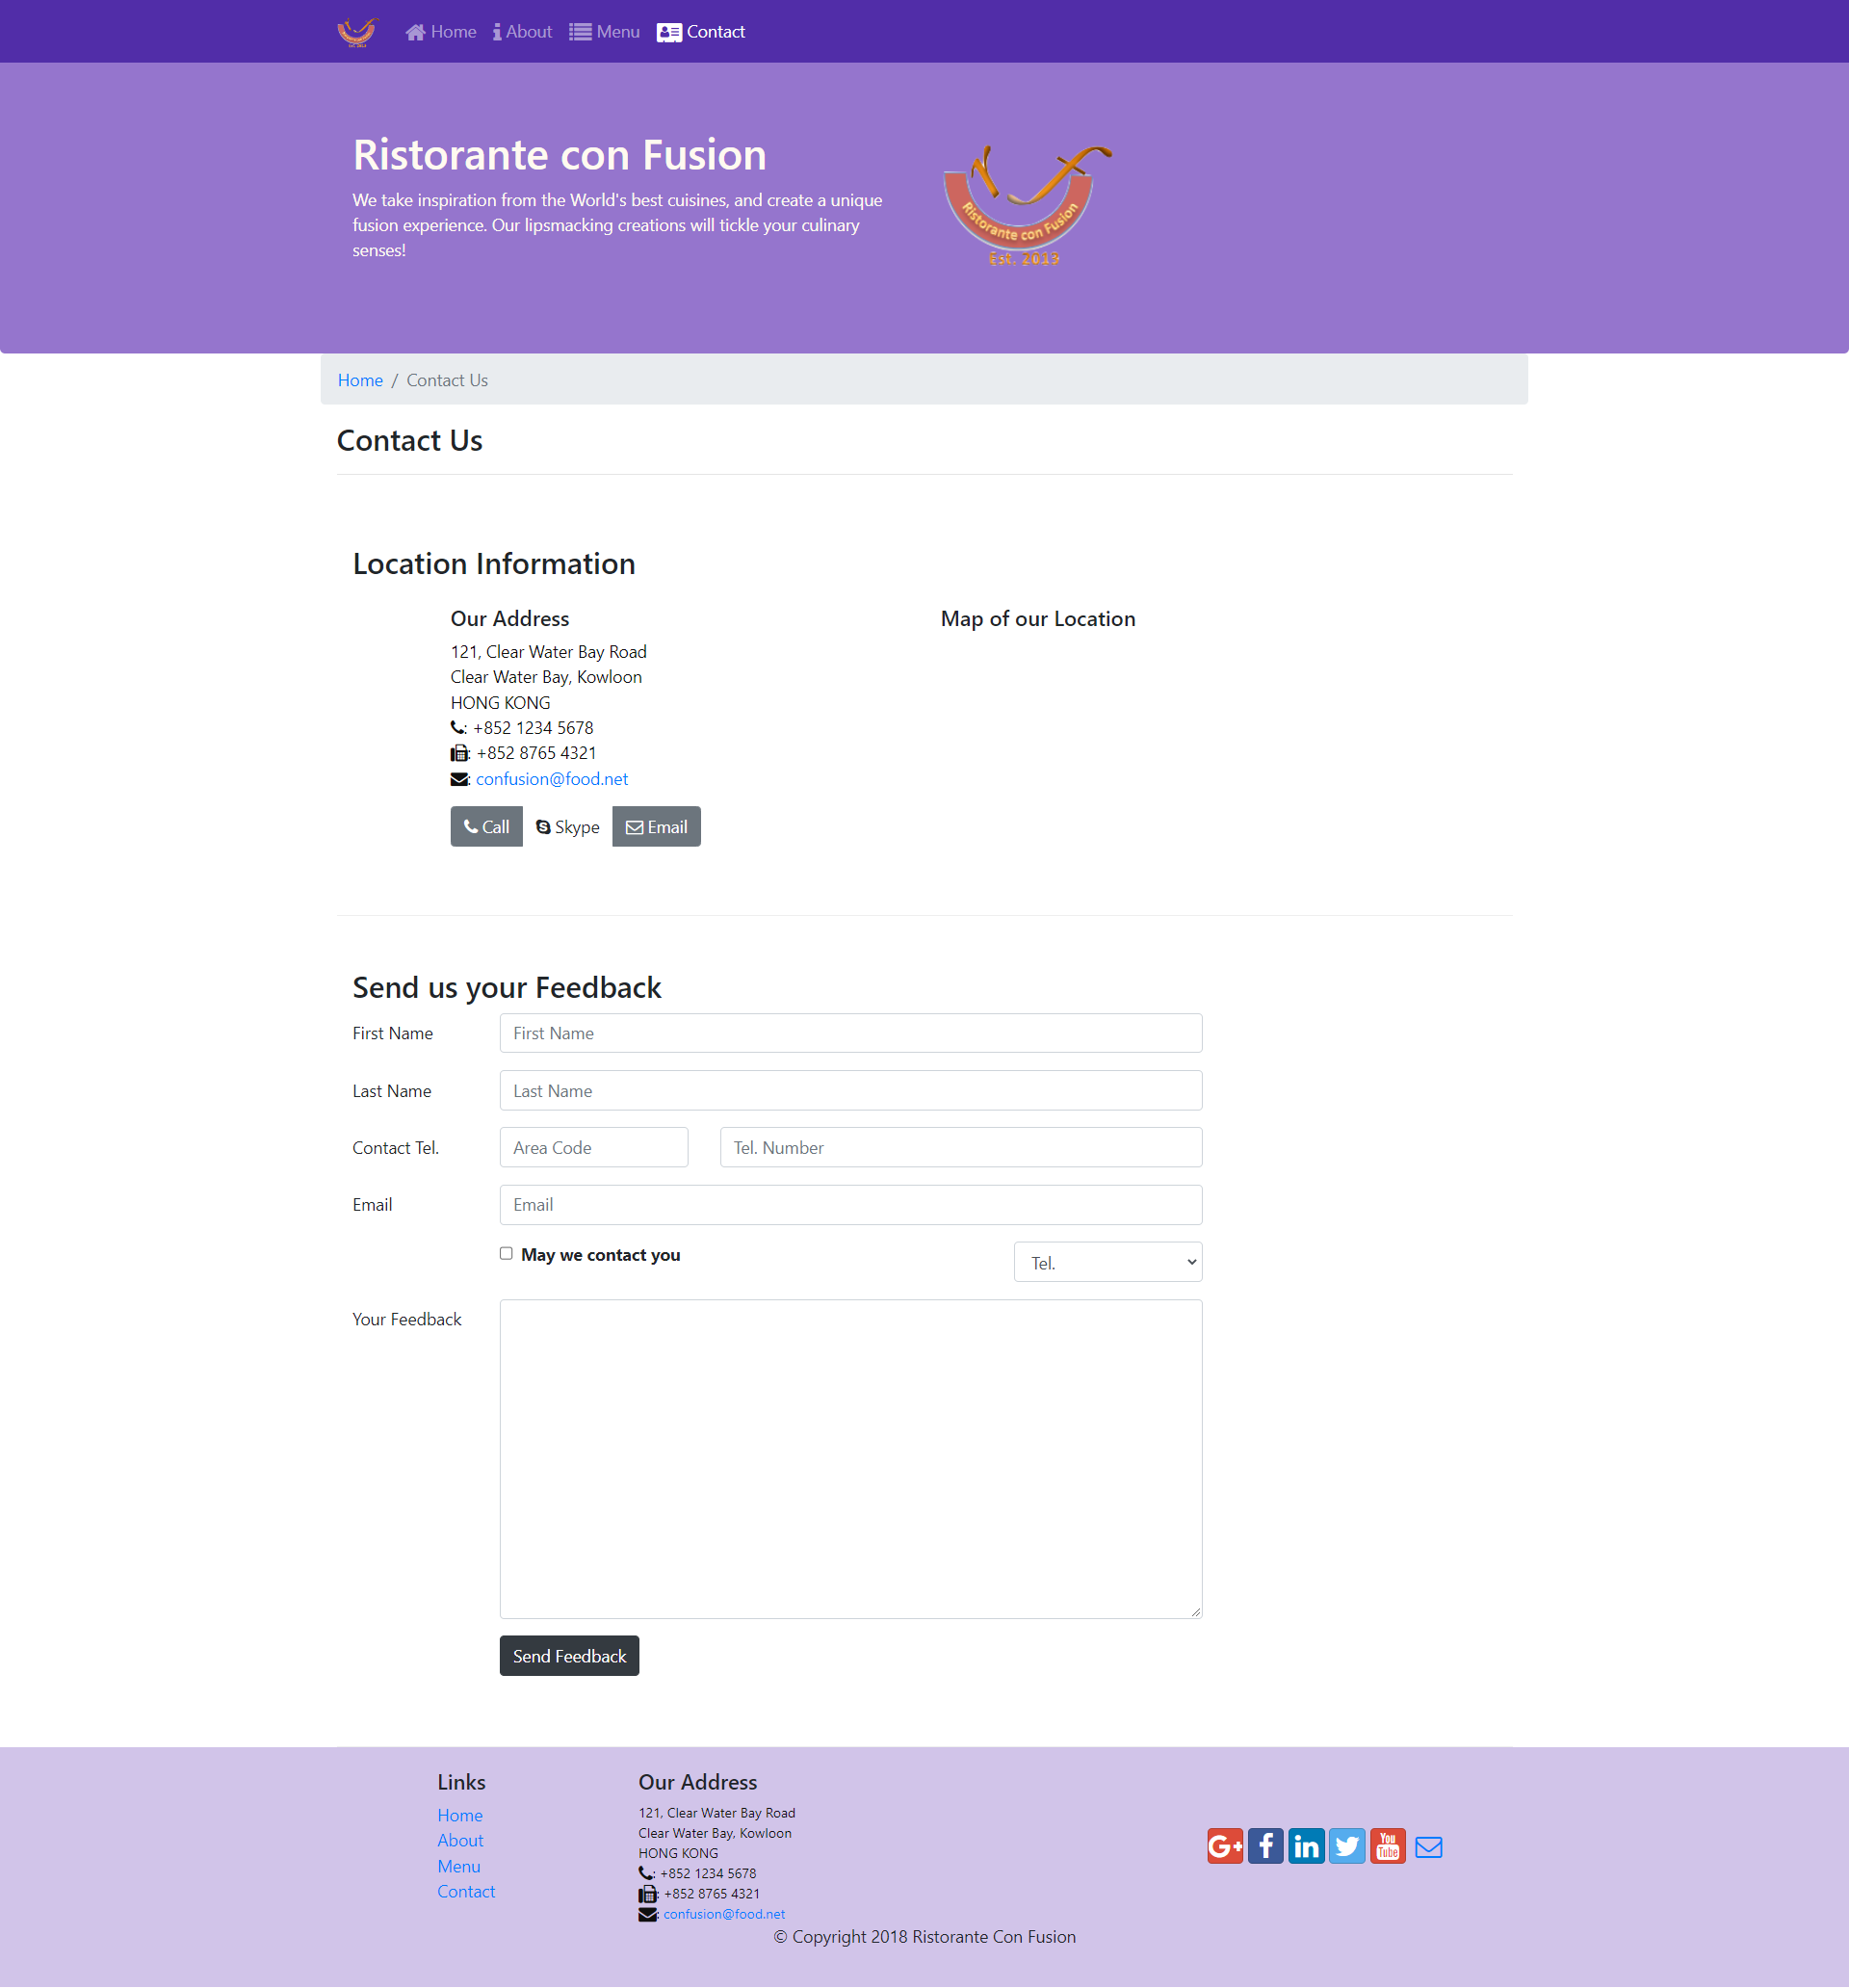 Home About Menu Contact
Ristorante con Fusion
We take inspiration from the World's best cuisines, and create a unique
fusion experience. Our lipsmacking creations will tickle your culinary
senses!
Ristorante con Fusion
Est. 2013
Home / Contact Us
Contact Us
Location Information
Our Address
121, Clear Water Bay Road
Clear Water Bay, Kowloon
HONG KONG
: +852 1234 5678
: +852 8765 4321
: confusion@food.net
Call Skype Email
Map of our Location
Send us your Feedback
First Name First Name
Last Name Last Name
Contact Tel. Area Code Tel. Number
Email Email
May we contact you Tel.
Your Feedback
Send Feedback
Links
Home
About
Menu
Contact
Our Address
121, Clear Water Bay Road
Clear Water Bay, Kowloon
HONG KONG
: +852 1234 5678
: +852 8765 4321
: confusion@food.net
G+ f in You Tube
© Copyright 2018 Ristorante Con Fusion